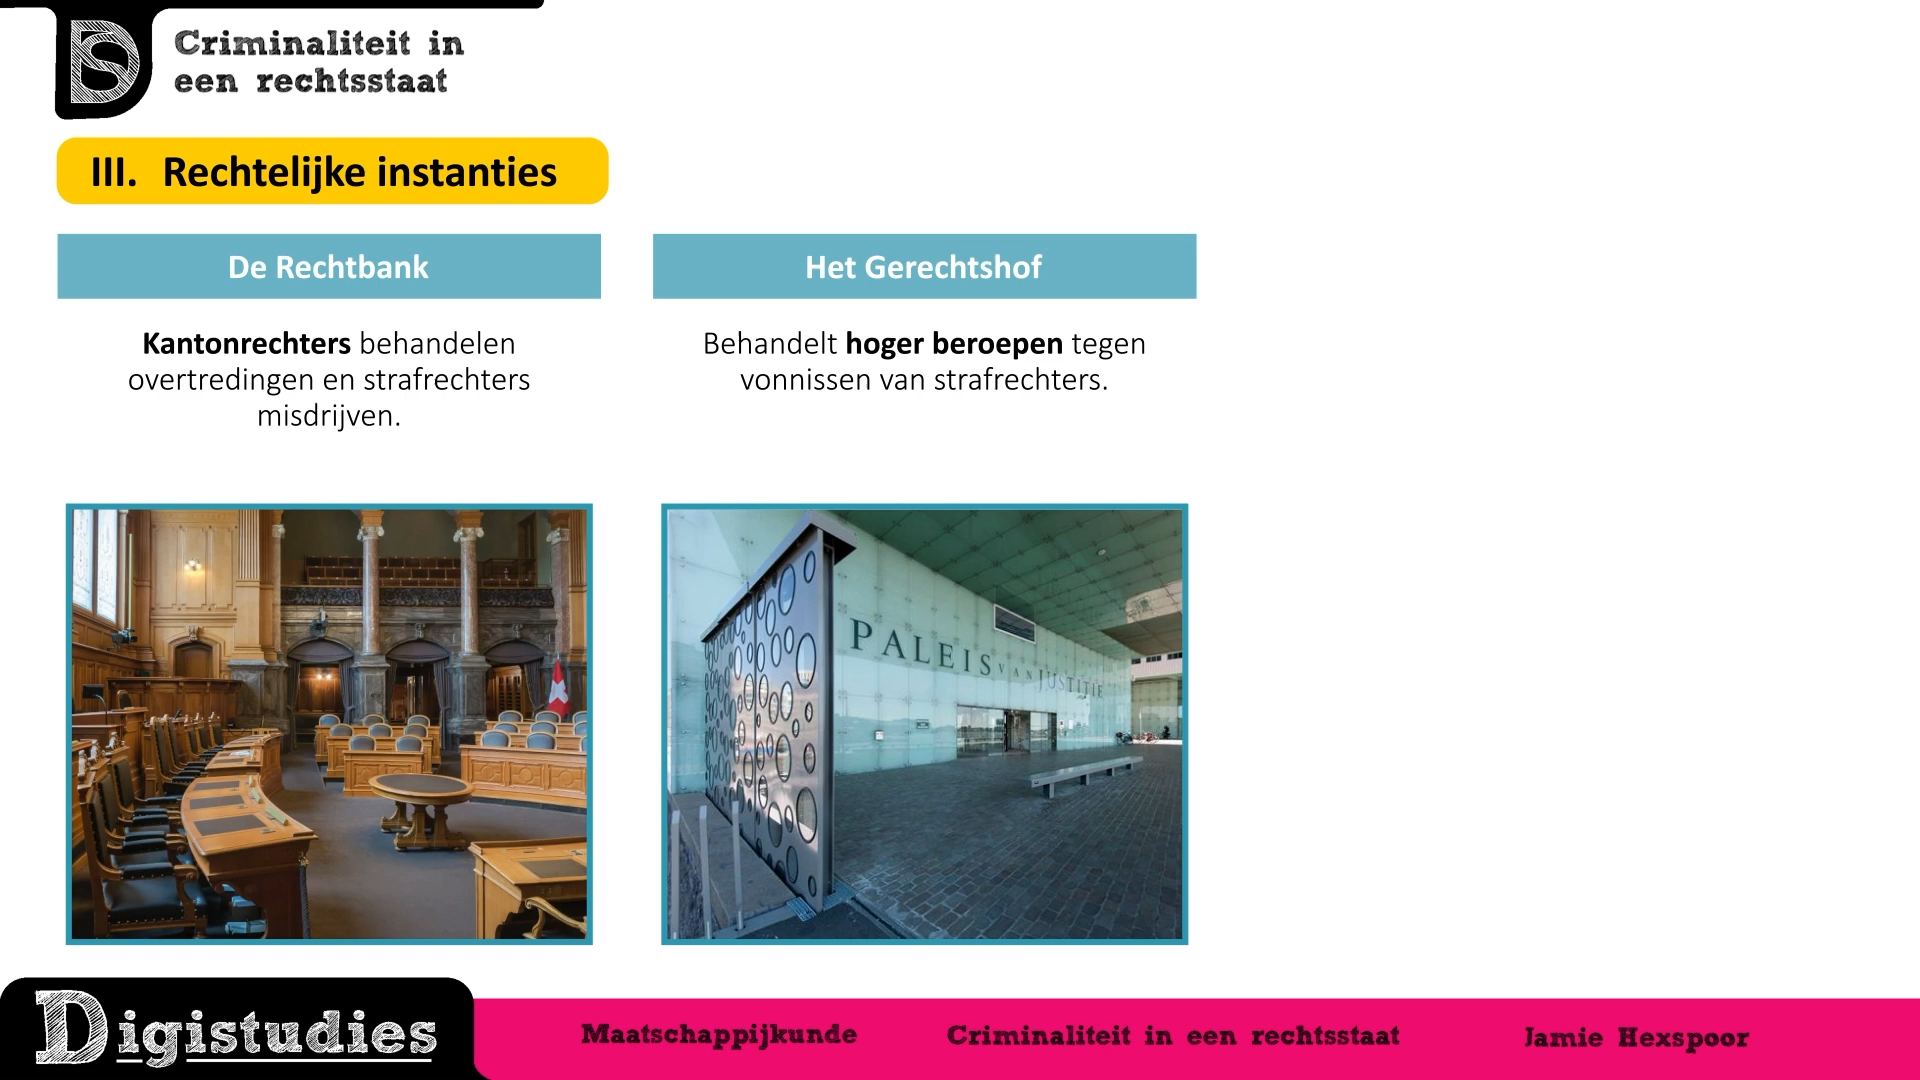 DS
Criminaliteit in
een rechtsstaat
III. Rechtelijke instanties
De Rechtbank
Kantonrechters behandelen
overtredingen en strafrechters
misdrijven.
Het Gerechtshof
Behandelt hoger beroepen tegen
vonnissen van strafrechters.
PALEIS VAN JUSTITIE
Digistudies
Maatschappijkunde
Criminaliteit in een rechtsstaat
Jamie Hexspoor